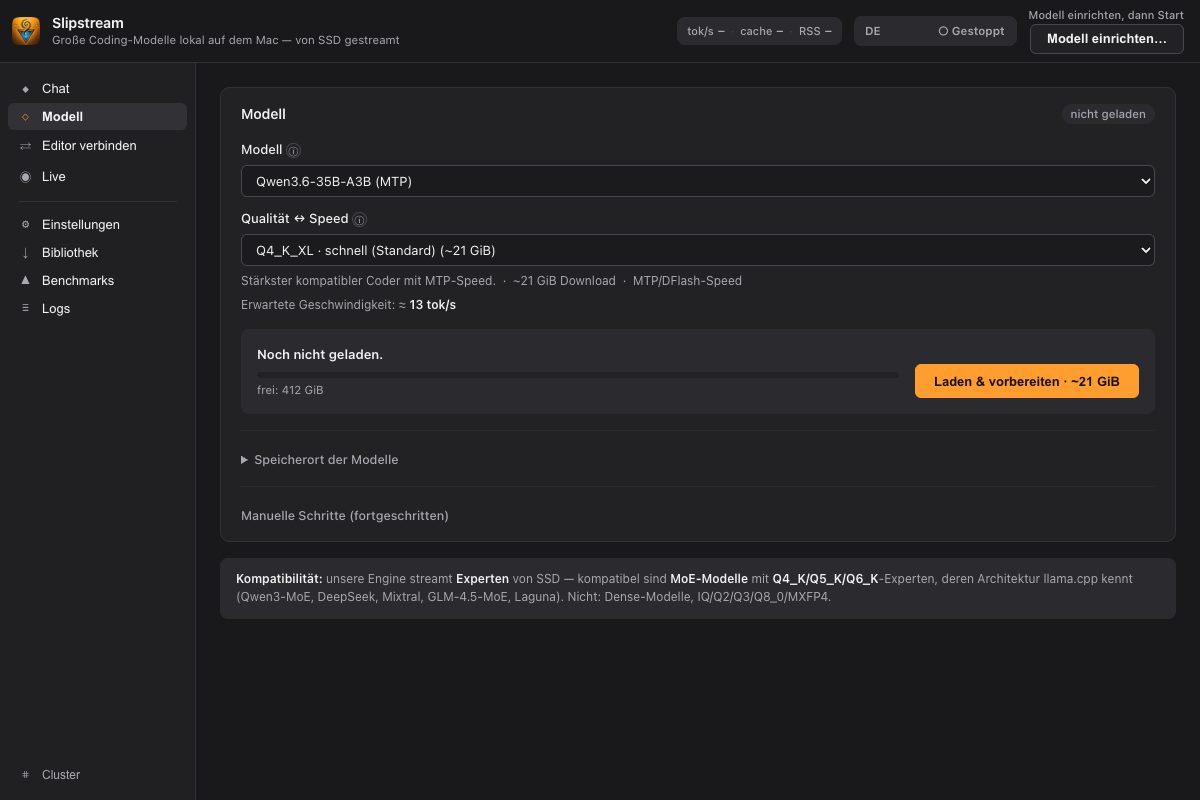 Slipstream
Große Coding-Modelle lokal auf dem Mac — von SSD gestreamt
tok/s – · cache – · RSS –
DE
Gestoppt
Modell einrichten, dann Start
Modell einrichten…
Chat
Modell
Editor verbinden
Live
Einstellungen
Bibliothek
Benchmarks
Logs
Cluster
Modell
nicht geladen
Modell ⓘ
Qwen3.6-35B-A3B (MTP)
Qualität ↔ Speed ⓘ
Q4_K_XL · schnell (Standard) (~21 GiB)
Stärkster kompatibler Coder mit MTP-Speed. · ~21 GiB Download · MTP/DFlash-Speed
Erwartete Geschwindigkeit: ≈ 13 tok/s
Noch nicht geladen.
frei: 412 GiB
Laden & vorbereiten · ~21 GiB
Speicherort der Modelle
Manuelle Schritte (fortgeschritten)
Kompatibilität: unsere Engine streamt Experten von SSD — kompatibel sind MoE-Modelle mit Q4_K/Q5_K/Q6_K-Experten, deren Architektur llama.cpp kennt
(Qwen3-MoE, DeepSeek, Mixtral, GLM-4.5-MoE, Laguna). Nicht: Dense-Modelle, IQ/Q2/Q3/Q8_0/MXFP4.